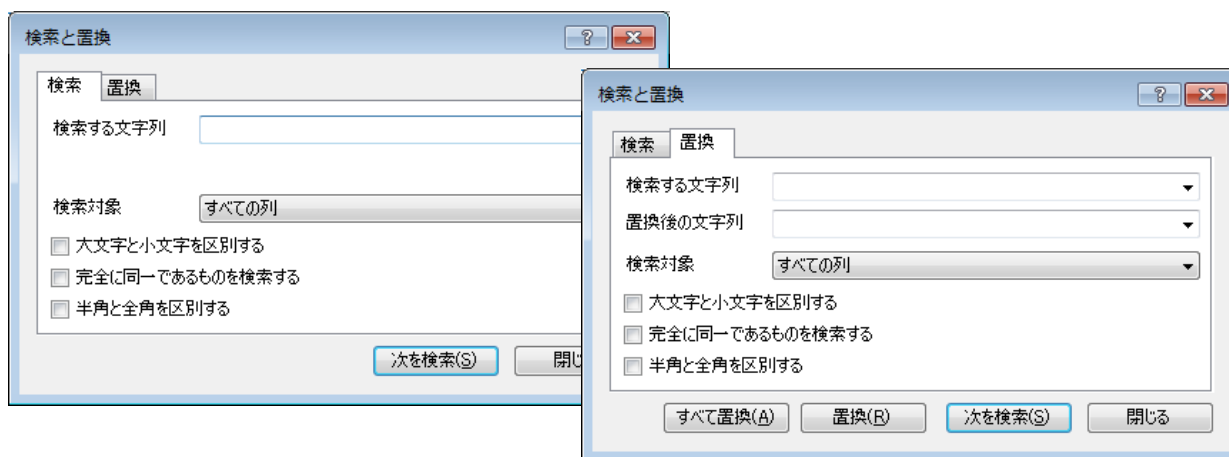 検索と置換
検索 置換
検索する文字列
検索対象 すべての列
大文字と小文字を区別する
完全に同一であるものを検索する
半角と全角を区別する
次を検索(S) 閉じ
検索と置換
検索 置換
検索する文字列
置換後の文字列
検索対象 すべての列
大文字と小文字を区別する
完全に同一であるものを検索する
半角と全角を区別する
すべて置換(A) 置換(R) 次を検索(S) 閉じる